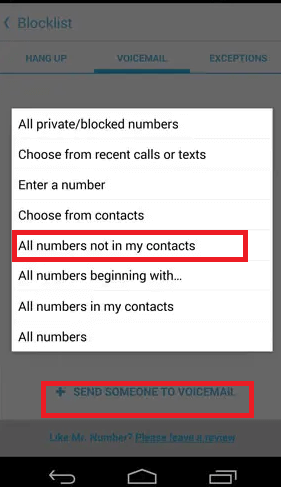 Blocklist
HANG UP VOICEMAIL EXCEPTIONS
All private/blocked numbers
Choose from recent calls or texts
Enter a number
Choose from contacts
All numbers not in my contacts
All numbers beginning with...
All numbers in my contacts
All numbers
+ SEND SOMEONE TO VOICEMAIL
Like Mr. Number? Please leave a review